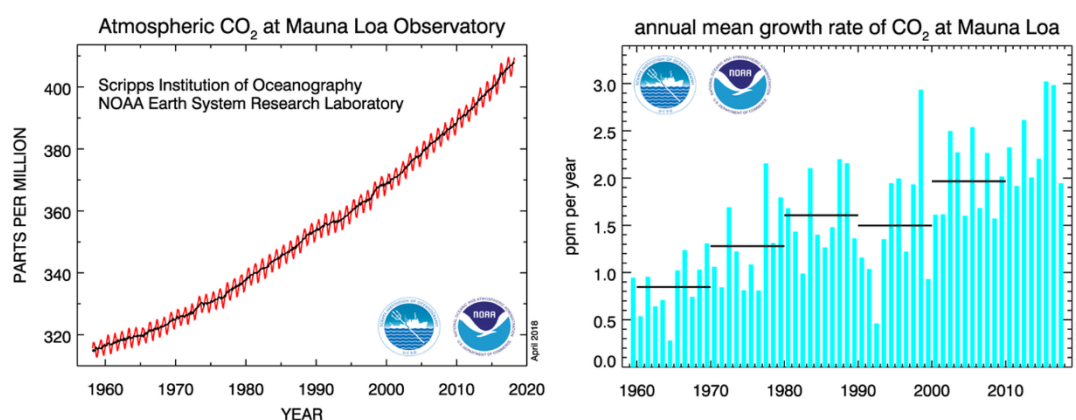 Atmospheric CO₂ at Mauna Loa Observatory
Scripps Institution of Oceanography
NOAA Earth System Research Laboratory
PARTS PER MILLION
400
380
360
340
320
1960 1970 1980 1990 2000 2010 2020
YEAR
NOAA
April 2018
annual mean growth rate of CO₂ at Mauna Loa
NOAA
ppm per year
3.0
2.5
2.0
1.5
1.0
0.5
0.0
1960 1970 1980 1990 2000 2010